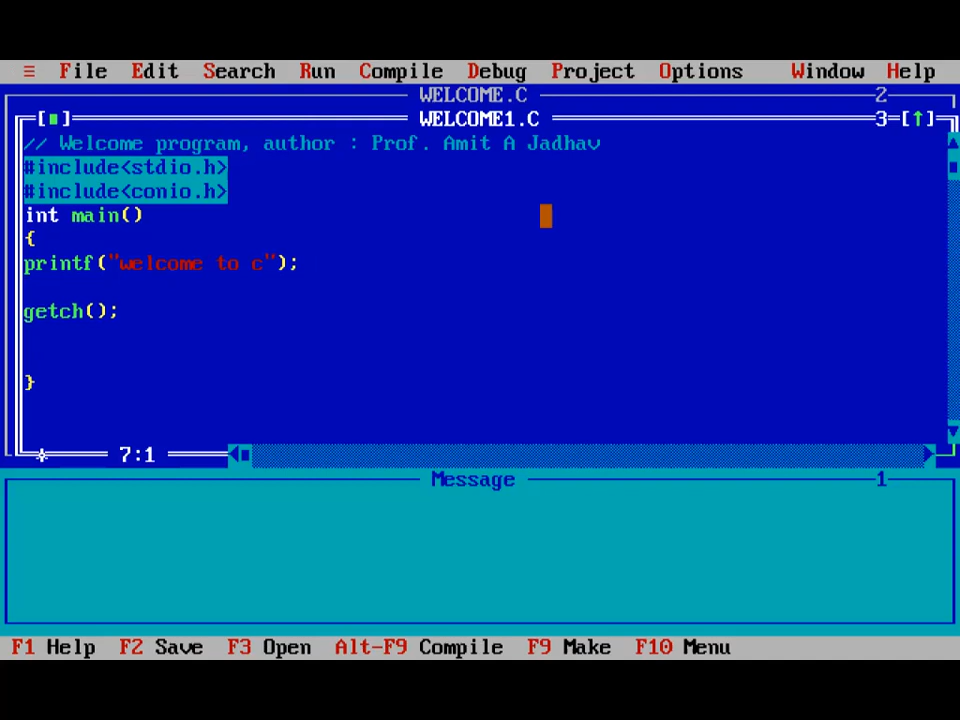 ≡ File Edit Search Run Compile Debug Project Options Window Help
WELCOME.C 2
[■] WELCOME1.C 3=[↑]
// Welcome program, author : Prof. Amit A Jadhav
#include<stdio.h>
#include<conio.h>
int main()
{
printf("welcome to c");
getch();
}
7:1
Message 1
F1 Help F2 Save F3 Open Alt-F9 Compile F9 Make F10 Menu